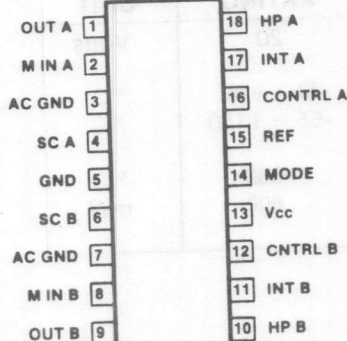 OUT A 1
M IN A 2
AC GND 3
SC A 4
GND 5
SC B 6
AC GND 7
M IN B 8
OUT B 9
18 HP A
17 INT A
16 CONTRL A
15 REF
14 MODE
13 Vcc
12 CNTRL B
11 INT B
10 HP B